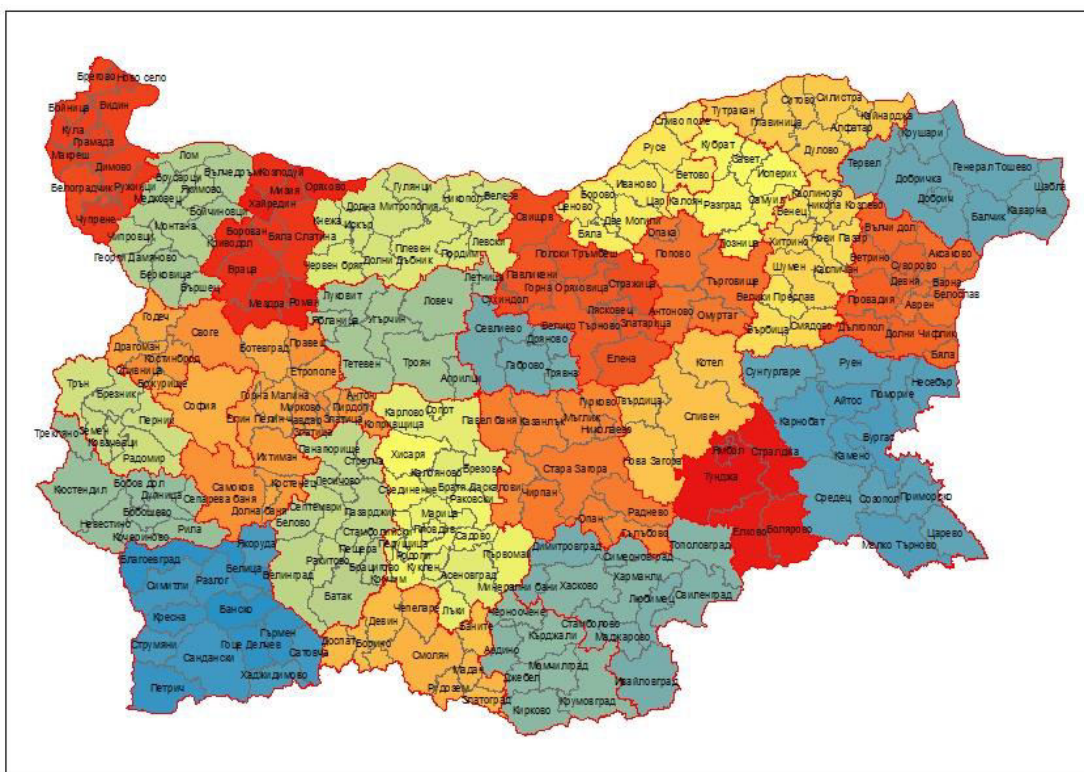 Брегово
Ново село
Бойница
Видин
Кула
Грамада
Макреш
Димово
Белоградчик
Ружинци
Чупрене
Лом
Брусарци
Вълчедръм
Медковец
Якимово
Бойчиновци
Чипровци
Монтана
Георги Дамяново
Берковица
Вършец
Козлодуй
Мизия
Оряхово
Хайредин
Борован
Бяла Слатина
Криводол
Враца
Мездра
Роман
Гулянци
Долна Митрополия
Никопол
Белене
Кнежа
Искър
Плевен
Левски
Червен бряг
Долни Дъбник
Пордим
Летница
Луковит
Ловеч
Ябланица
Угърчин
Тетевен
Троян
Априлци
Свищов
Полски Тръмбеш
Павликени
Горна Оряховица
Стражица
Сухиндол
Лясковец
Велико Търново
Златарица
Елена
Севлиево
Дряново
Габрово
Трявна
Сливо поле
Русе
Иваново
Ветово
Борово
Ценово
Две Могили
Бяла
Тутракан
Ситово
Силистра
Главиница
Кайнарджа
Алфатар
Дулово
Кубрат
Завет
Исперих
Цар Калоян
Разград
Самуил
Лозница
Опака
Попово
Търговище
Антоново
Омуртаг
Каолиново
Венец
Никола Козлево
Хитрино
Нови Пазар
Шумен
Каспичан
Велики Преслав
Върбица
Смядово
Крушари
Тервел
Генерал Тошево
Добричка
Добрич
Шабла
Балчик
Каварна
Вълчи дол
Ветрино
Суворово
Аксаково
Девня
Варна
Белослав
Провадия
Аврен
Дългопол
Долни Чифлик
Бяла
Годеч
Своге
Драгоман
Костинброд
Сливница
Божурище
Ботевград
Правец
Етрополе
София
Горна Малина
Елин Пелин
Мирково
Чавдар
Златица
Антон
Пирдоп
Златица
Копривщица
Ихтиман
Самоков
Костенец
Долна баня
Трън
Брезник
Перник
Земен
Ковачевци
Радомир
Трекляно
Кюстендил
Бобов дол
Дупница
Сепарева баня
Бобошево
Невестино
Кочериново
Рила
Благоевград
Якоруда
Белица
Симитли
Разлог
Банско
Кресна
Гърмен
Струмяни
Гоце Делчев
Сатовча
Сандански
Петрич
Хаджидимово
Панагюрище
Стрелча
Лесичово
Септември
Пазарджик
Белово
Пещера
Ракитово
Брацигово
Велинград
Батак
Карлово
Сопот
Хисаря
Калояново
Брезово
Съединение
Братя Даскалови
Раковски
Марица
Стамболийски
Пловдив
Перущица
Садово
Родопи
Кричим
Куклен
Асеновград
Първомай
Лъки
Павел баня
Казанлък
Гурково
Мъглиж
Николаево
Стара Загора
Чирпан
Опан
Раднево
Гълъбово
Твърдица
Котел
Сливен
Нова Загора
Ямбол
Стралджа
Тунджа
Елхово
Болярово
Сунгурларе
Руен
Несебър
Айтос
Поморие
Карнобат
Бургас
Камено
Средец
Созопол
Приморско
Царево
Малко Търново
Тополовград
Димитровград
Симеоновград
Минерални бани
Хасково
Харманли
Свиленград
Любимец
Стамболово
Маджарово
Ивайловград
Черноочене
Кърджали
Ардино
Момчилград
Джебел
Крумовград
Кирково
Доспат
Борино
Девин
Чепеларе
Смолян
Баните
Мадан
Рудозем
Златоград